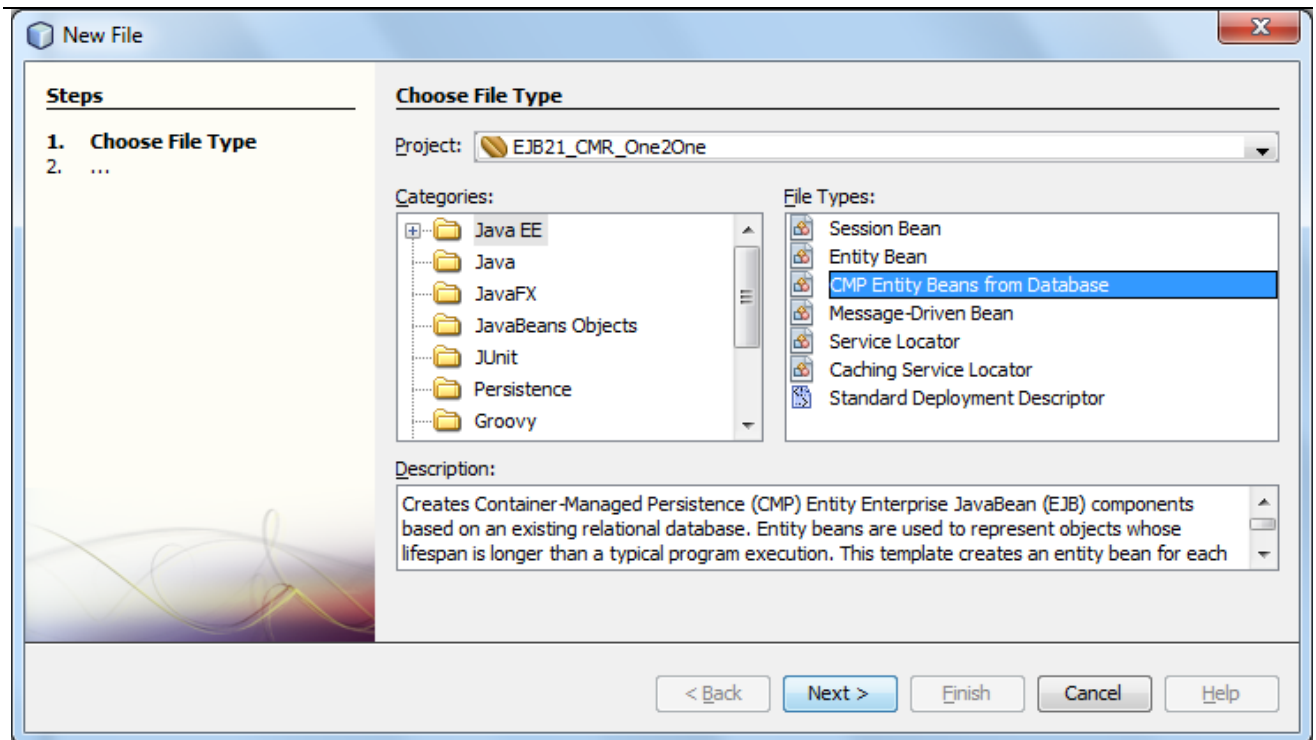 New File
Steps
1. Choose File Type
2. ...
Choose File Type
Project: EJB21_CMR_One2One
Categories:
Java EE
Java
JavaFX
JavaBeans Objects
JUnit
Persistence
Groovy
File Types:
Session Bean
Entity Bean
CMP Entity Beans from Database
Message-Driven Bean
Service Locator
Caching Service Locator
Standard Deployment Descriptor
Description:
Creates Container-Managed Persistence (CMP) Entity Enterprise JavaBean (EJB) components
based on an existing relational database. Entity beans are used to represent objects whose
lifespan is longer than a typical program execution. This template creates an entity bean for each
< Back Next > Finish Cancel Help